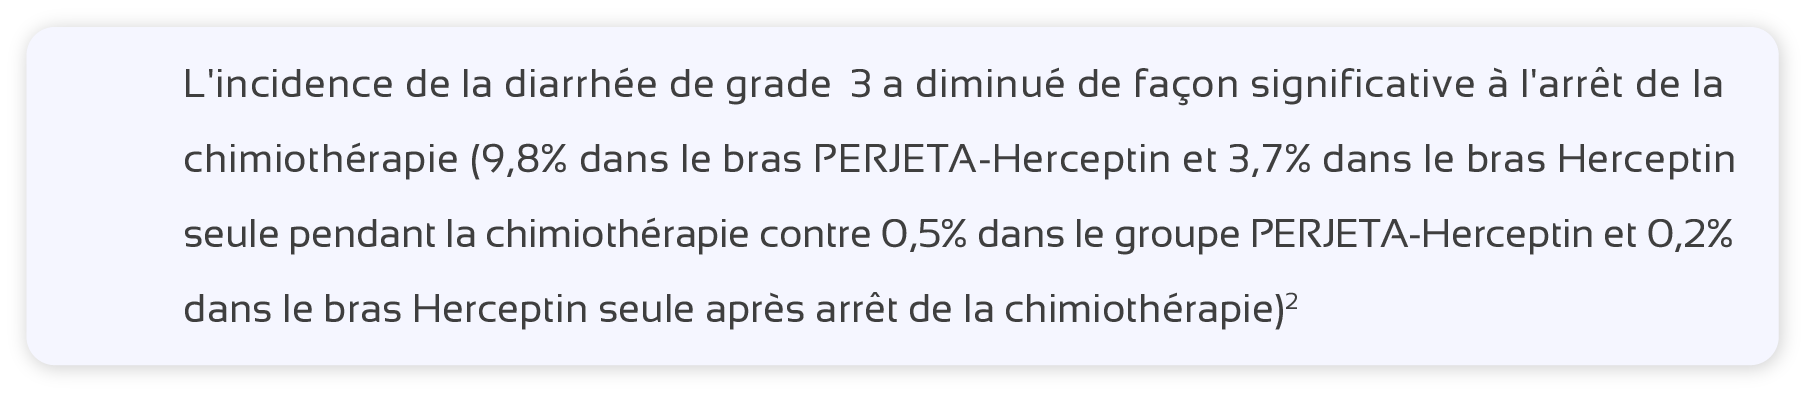 L'incidence de la diarrhée de grade 3 a diminué de façon significative à l'arrêt de la
chimiothérapie (9,8% dans le bras PERJETA-Herceptin et 3,7% dans le bras Herceptin
seule pendant la chimiothérapie contre 0,5% dans le groupe PERJETA-Herceptin et 0,2%
dans le bras Herceptin seule après arrêt de la chimiothérapie)²